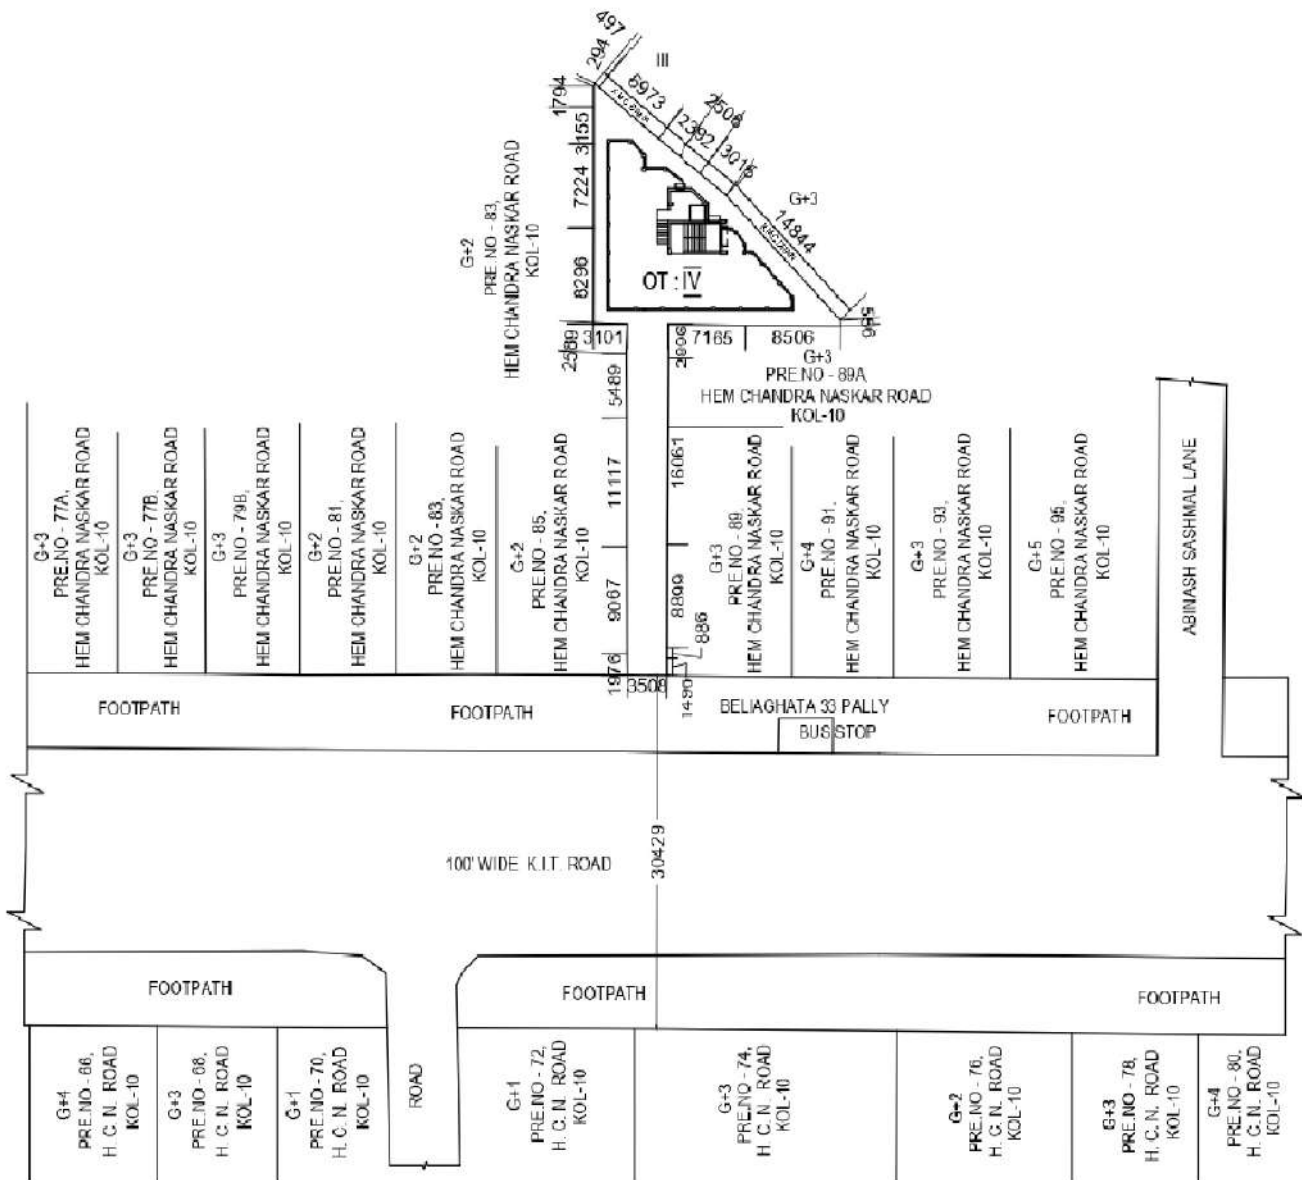 497
294
III
1794
5973
K.M.C DRAIN
2506
2392
3155
3015
G+3
14844
K.M.C DRAIN
7224
G+2
PRE.NO - 83,
HEM CHANDRA NASKAR ROAD
KOL-10
OT : IV
8296
556
2589
3101
2906
7165
8506
G+3
PRE.NO - 89A
HEM CHANDRA NASKAR ROAD
KOL-10
5489
G+3
PRE.NO - 77A,
HEM CHANDRA NASKAR ROAD
KOL-10
G+3
PRE.NO - 77B,
HEM CHANDRA NASKAR ROAD
KOL-10
G+3
PRE.NO - 79B,
HEM CHANDRA NASKAR ROAD
KOL-10
G+2
PRE.NO - 81,
HEM CHANDRA NASKAR ROAD
KOL-10
G+2
PRE.NO - 83,
HEM CHANDRA NASKAR ROAD
KOL-10
G+2
PRE.NO - 85,
HEM CHANDRA NASKAR ROAD
KOL-10
11117
16061
9067
8899
886
1976
3508
1490
G+3
PRE.NO - 89,
HEM CHANDRA NASKAR ROAD
KOL-10
G+4
PRE.NO - 91,
HEM CHANDRA NASKAR ROAD
KOL-10
G+3
PRE.NO - 93,
HEM CHANDRA NASKAR ROAD
KOL-10
G+5
PRE.NO - 95,
HEM CHANDRA NASKAR ROAD
KOL-10
ABINASH SASHMAL LANE
FOOTPATH
FOOTPATH
BELIAGHATA 33 PALLY
BUS STOP
FOOTPATH
100' WIDE K.I.T. ROAD
30429
FOOTPATH
FOOTPATH
FOOTPATH
G+4
PRE.NO - 66,
H. C. N. ROAD
KOL-10
G+3
PRE.NO - 68,
H. C. N. ROAD
KOL-10
G+1
PRE.NO - 70,
H. C. N. ROAD
KOL-10
ROAD
G+1
PRE.NO - 72,
H. C. N. ROAD
KOL-10
G+3
PRE.NO - 74,
H. C. N. ROAD
KOL-10
G+2
PRE.NO - 76,
H. C. N. ROAD
KOL-10
G+3
PRE.NO - 78,
H. C. N. ROAD
KOL-10
G+4
PRE.NO - 80,
H. C. N. ROAD
KOL-10